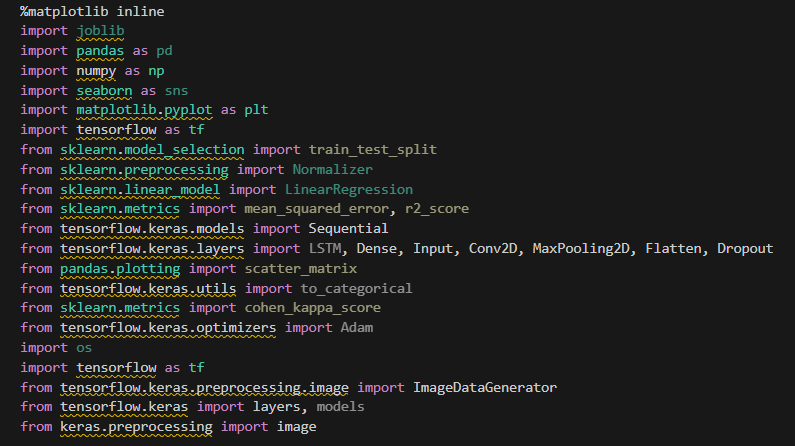 %matplotlib inline
import joblib
import pandas as pd
import numpy as np
import seaborn as sns
import matplotlib.pyplot as plt
import tensorflow as tf
from sklearn.model_selection import train_test_split
from sklearn.preprocessing import Normalizer
from sklearn.linear_model import LinearRegression
from sklearn.metrics import mean_squared_error, r2_score
from tensorflow.keras.models import Sequential
from tensorflow.keras.layers import LSTM, Dense, Input, Conv2D, MaxPooling2D, Flatten, Dropout
from pandas.plotting import scatter_matrix
from tensorflow.keras.utils import to_categorical
from sklearn.metrics import cohen_kappa_score
from tensorflow.keras.optimizers import Adam
import os
import tensorflow as tf
from tensorflow.keras.preprocessing.image import ImageDataGenerator
from tensorflow.keras import layers, models
from keras.preprocessing import image